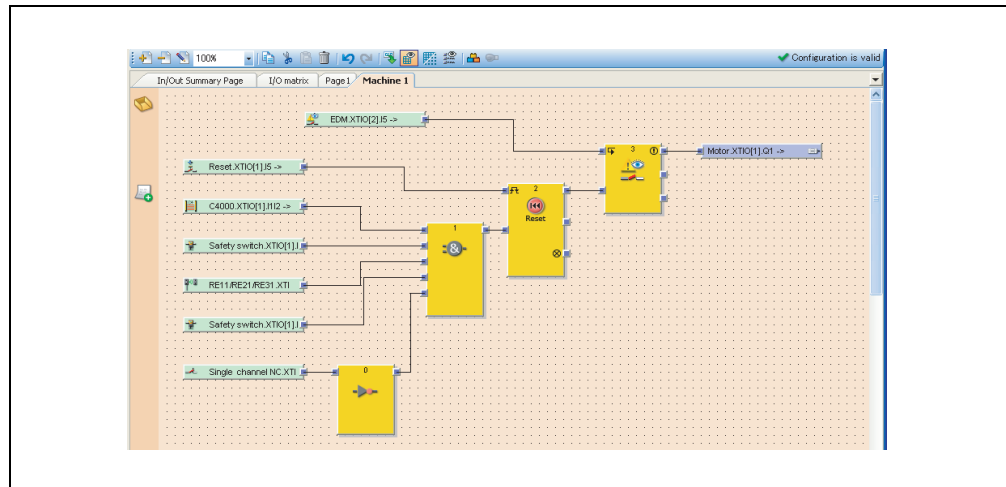 100%
Configuration is valid
In/Out Summary Page
I/O matrix
Page 1
Machine 1
EDM.XTIO[2].I5 ->
3
Motor.XTIO[1].Q1 ->
Reset.XTIO[1].I5 ->
2
Reset
C4000.XTIO[1].I1I2 ->
1
&
Safety switch.XTIO[1].I
RE11/RE21/RE31.XTI
Safety switch.XTIO[1].I
Single channel NC.XTI
0